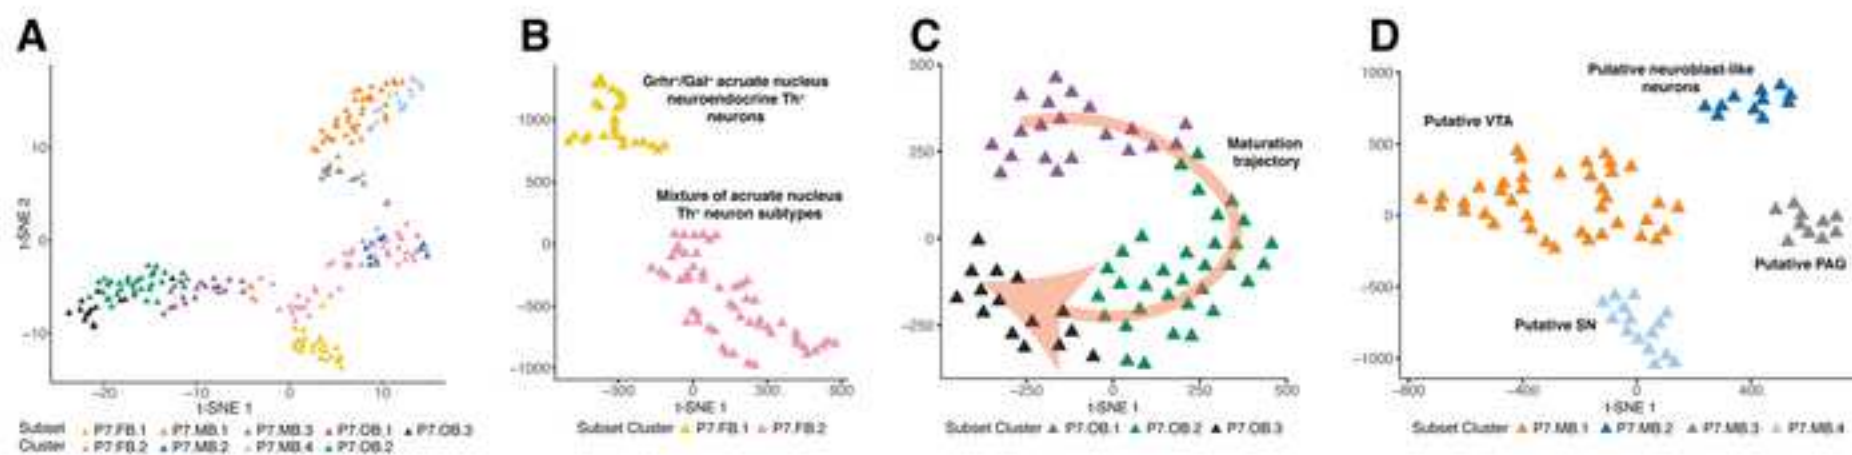 A
B
C
D
t-SNE 2
10
0
-10
-20
-10
0
10
t-SNE 1
Subset
Cluster
P7.FB.1
P7.MB.1
P7.MB.3
P7.OB.1
P7.OB.3
P7.FB.2
P7.MB.2
P7.MB.4
P7.OB.2
Grhr⁺/Gal⁺ acruate nucleus
neuroendocrine Th⁺
neurons
Mixture of acruate nucleus
Th⁺ neuron subtypes
1000
500
0
-500
-1000
-300
0
300
t-SNE 1
Subset Cluster
P7.FB.1
P7.FB.2
Maturation
trajectory
500
250
0
-250
-250
0
250
500
t-SNE 1
Subset Cluster
P7.OB.1
P7.OB.2
P7.OB.3
Putative neuroblast-like
neurons
Putative VTA
Putative PAG
Putative SN
1000
500
0
-500
-1000
-800
-400
0
400
t-SNE 1
Subset Cluster
P7.MB.1
P7.MB.2
P7.MB.3
P7.MB.4